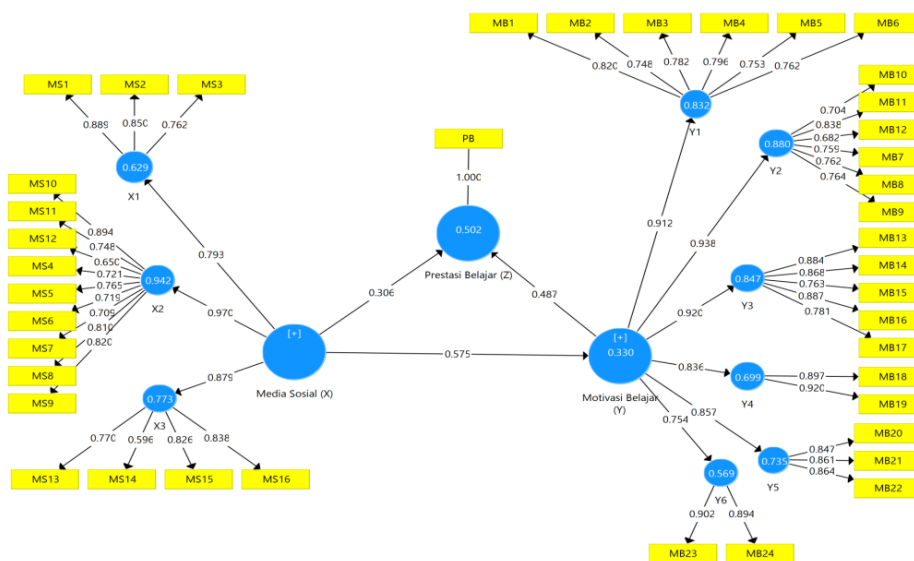 MB1
MB2
MB3
MB4
MB5
MB6
0.820
0.748
0.782
0.796
0.753
0.762
0.832
Y1
MS1
MS2
MS3
0.889
0.850
0.762
0.629
X1
PB
1.000
0.502
Prestasi Belajar (Z)
MB10
MB11
MB12
MB7
MB8
MB9
0.704
0.838
0.682
0.759
0.762
0.764
0.880
Y2
MS10
MS11
MS12
MS4
MS5
MS6
MS7
MS8
MS9
0.894
0.748
0.650
0.721
0.765
0.719
0.709
0.810
0.820
0.942
X2
0.793
0.970
0.879
0.306
0.575
0.487
[+]
Media Sosial (X)
[+]
0.330
Motivasi Belajar
(Y)
0.912
0.938
0.920
0.836
0.857
0.754
MB13
MB14
MB15
MB16
MB17
0.884
0.868
0.763
0.887
0.781
0.847
Y3
MB18
MB19
0.897
0.920
0.699
Y4
0.773
X3
0.770
0.596
0.826
0.838
MS13
MS14
MS15
MS16
MB20
MB21
MB22
0.847
0.861
0.864
0.735
Y5
0.569
Y6
0.902
0.894
MB23
MB24